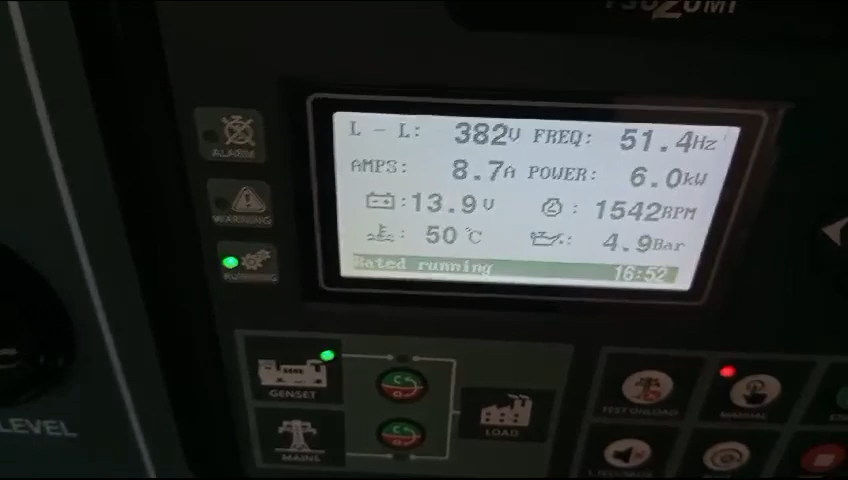 TSUZUMI
L - L: 382V FREQ: 51.4Hz
AMPS: 8.7A POWER: 6.0kW
:13.9V : 1542RPM
: 50℃ : 4.9Bar
Rated running 16:52
ALARM
WARNING
RUNNING
GENSET
MAINS
LOAD
TEST ONLOAD
MANUAL
LEVEL